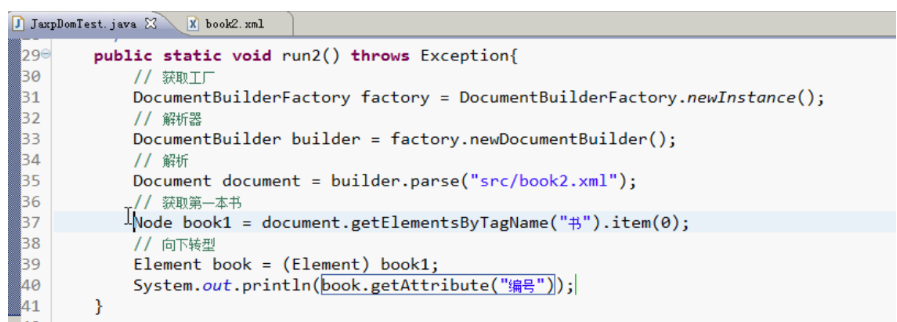 JaxpDomTest.java book2.xml
29 public static void run2() throws Exception{
30 // 获取工厂
31 DocumentBuilderFactory factory = DocumentBuilderFactory.newInstance();
32 // 解析器
33 DocumentBuilder builder = factory.newDocumentBuilder();
34 // 解析
35 Document document = builder.parse("src/book2.xml");
36 // 获取第一本书
37 Node book1 = document.getElementsByTagName("书").item(0);
38 // 向下转型
39 Element book = (Element) book1;
40 System.out.println(book.getAttribute("编号"));
41 }